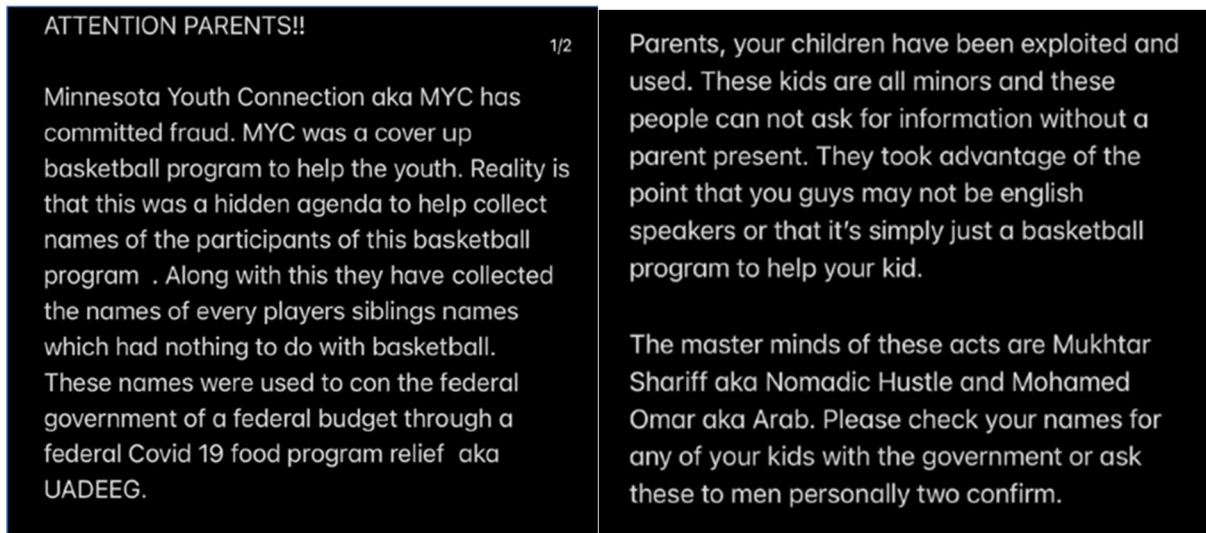 ATTENTION PARENTS!!
1/2
Minnesota Youth Connection aka MYC has
committed fraud. MYC was a cover up
basketball program to help the youth. Reality is
that this was a hidden agenda to help collect
names of the participants of this basketball
program  . Along with this they have collected
the names of every players siblings names
which had nothing to do with basketball.
These names were used to con the federal
government of a federal budget through a
federal Covid 19 food program relief  aka
UADEEG.
Parents, your children have been exploited and
used. These kids are all minors and these
people can not ask for information without a
parent present. They took advantage of the
point that you guys may not be english
speakers or that it’s simply just a basketball
program to help your kid.
The master minds of these acts are Mukhtar
Shariff aka Nomadic Hustle and Mohamed
Omar aka Arab. Please check your names for
any of your kids with the government or ask
these to men personally two confirm.